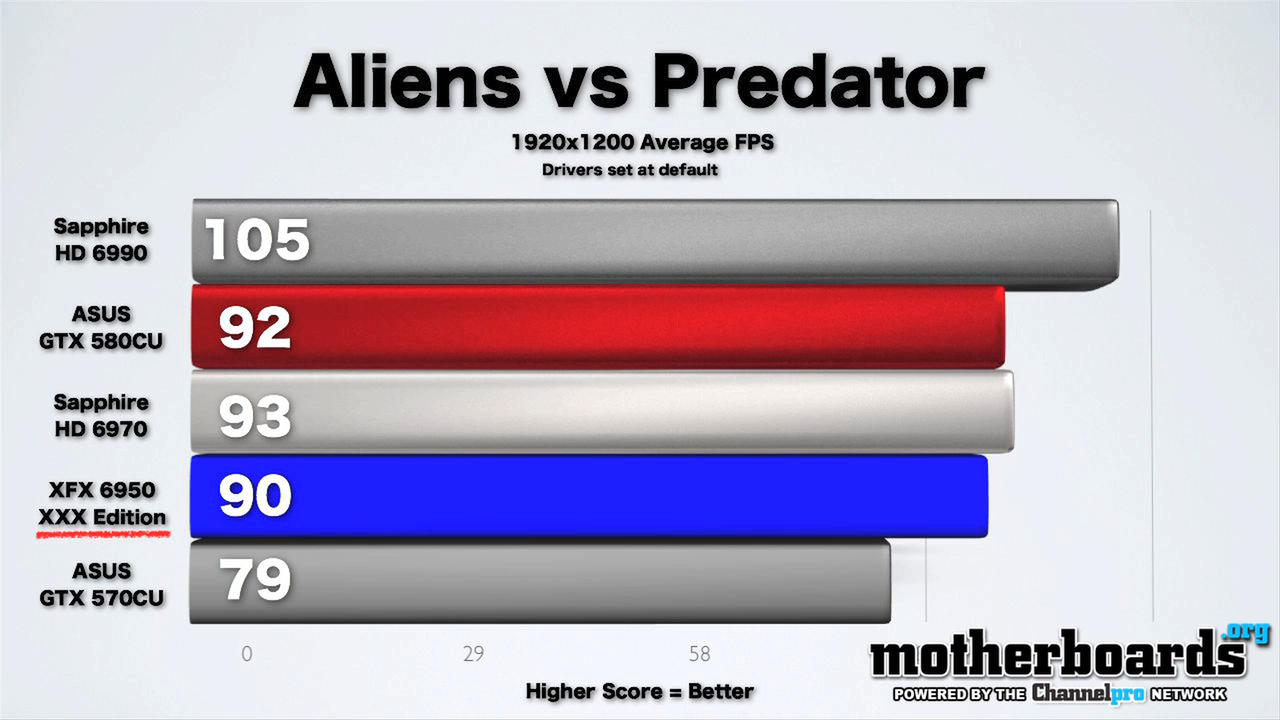 Aliens vs Predator
1920x1200 Average FPS
Drivers set at default
Sapphire
HD 6990
105
ASUS
GTX 580CU
92
Sapphire
HD 6970
93
XFX 6950
XXX Edition
90
ASUS
GTX 570CU
79
0 29 58
Higher Score = Better
motherboards.org
POWERED BY THE Channelpro NETWORK